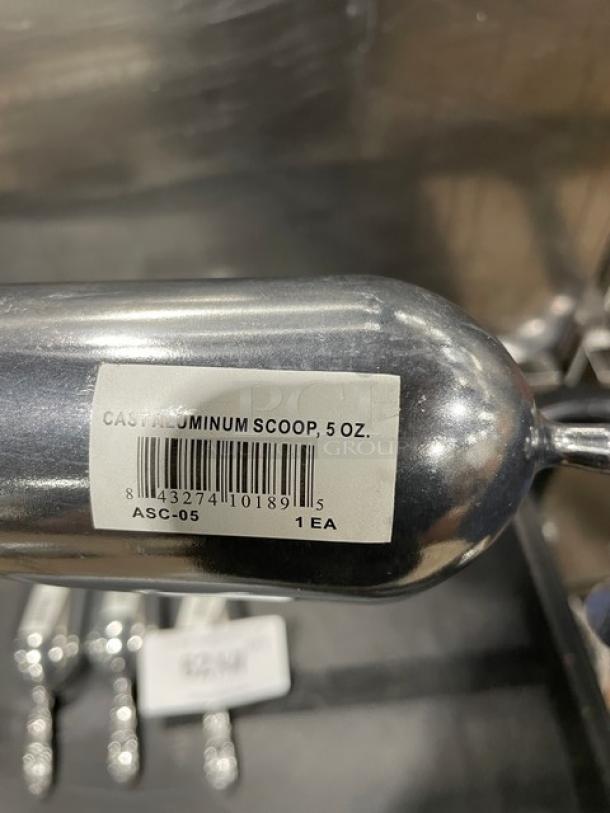 CAST ALUMINUM SCOOP, 5 OZ.
8 43274 10189 5
ASC-05 1 EA